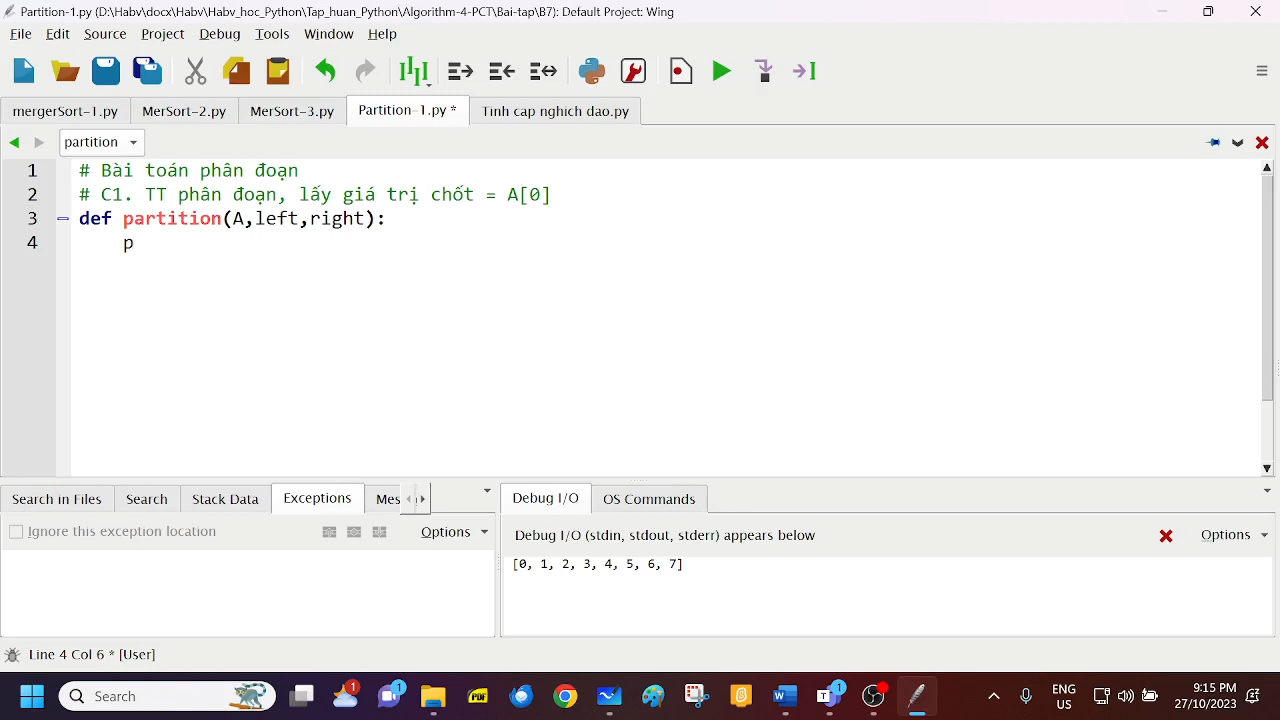 Partition-1.py (D:\Habv\docx\Habv\Habv_hoc_Python\Tap_huan_Python\Algorithm-4-PCT\Bai-tap\B7): Default Project: Wing
File Edit Source Project Debug Tools Window Help
mergerSort-1.py MerSort-2.py MerSort-3.py Partition-1.py * Tinh cap nghich dao.py
partition
1 # Bài toán phân đoạn
2 # C1. TT phân đoạn, lấy giá trị chốt = A[0]
3 def partition(A,left,right):
4 p
Search in Files Search Stack Data Exceptions Mes Debug I/O OS Commands
Ignore this exception location Options Debug I/O (stdin, stdout, stderr) appears below Options
[0, 1, 2, 3, 4, 5, 6, 7]
Line 4 Col 6 * [User]
Search 1 1 PDF 1 ENG 9:15 PM
US 27/10/2023